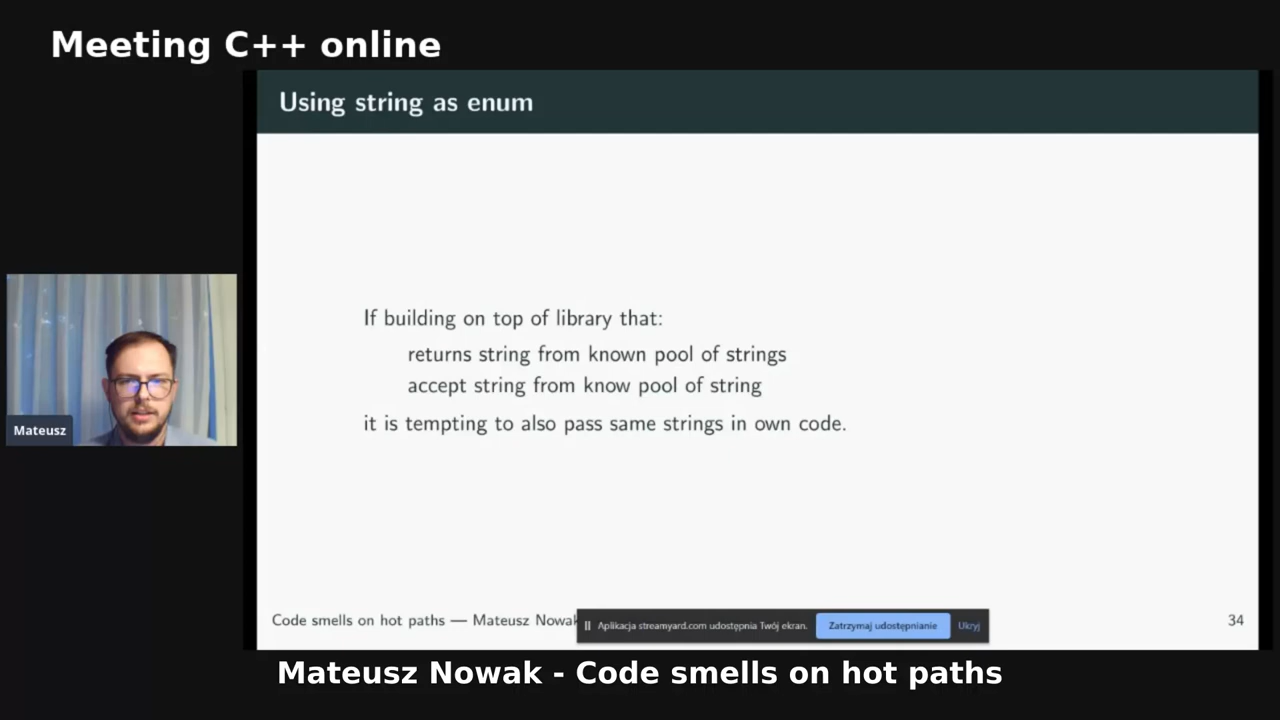 Meeting C++ online
Using string as enum
If building on top of library that:
returns string from known pool of strings
accept string from know pool of string
it is tempting to also pass same strings in own code.
Mateusz
Code smells on hot paths — Mateusz Nowak
Aplikacja streamyard.com udostępnia Twój ekran.
Zatrzymaj udostępnianie
Ukryj
34
Mateusz Nowak - Code smells on hot paths